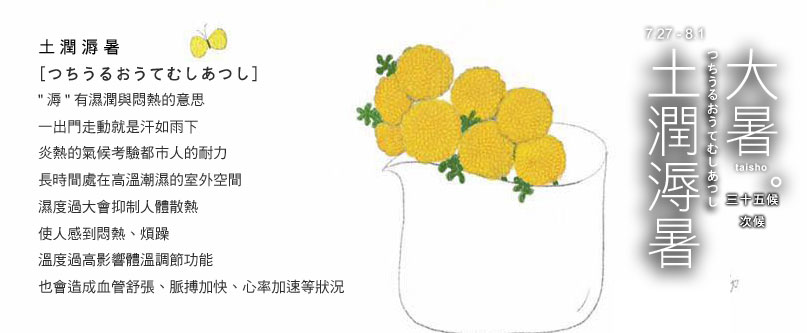 土潤溽暑
[つちうるおうてむしあつし]
"溽"有濕潤與悶熱的意思
一出門走動就是汗如雨下
炎熱的氣候考驗都市人的耐力
長時間處在高溫潮濕的室外空間
濕度過大會抑制人體散熱
使人感到悶熱、煩躁
溫度過高影響體溫調節功能
也會造成血管舒張、脈搏加快、心率加速等狀況
7.27 - 8.1
大暑。
taisho
三十五候
次候
つちうるおうてむしあつし
土潤溽暑